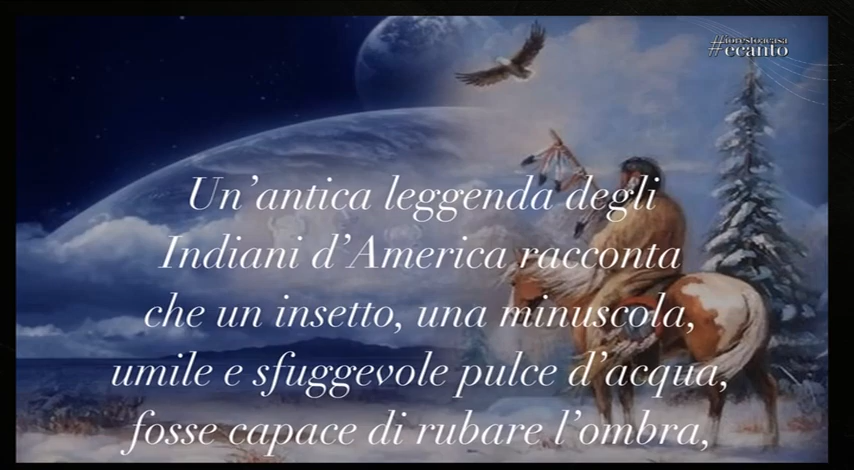 #iorestoacasa
#ecanto
Un’antica leggenda degli
Indiani d’America racconta
che un insetto, una minuscola,
umile e sfuggevole pulce d’acqua,
fosse capace di rubare l’ombra,